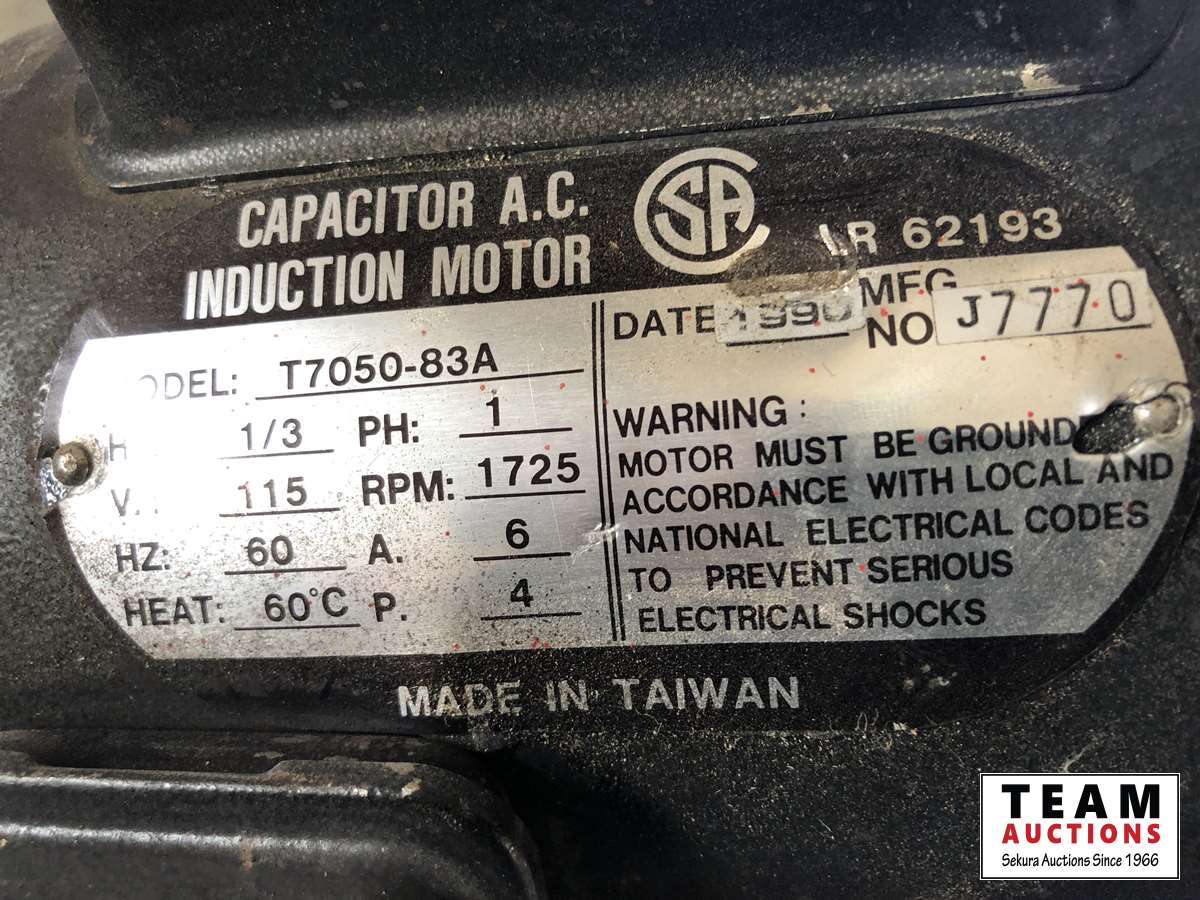 CAPACITOR A.C.
INDUCTION MOTOR
SA
LR 62193
MODEL: T7050-83A
H 1/3 PH: 1
V. 115 RPM: 1725
HZ: 60 A. 6
HEAT: 60°C P. 4
DATE 1990 MFG NO J7770
WARNING:
MOTOR MUST BE GROUND
ACCORDANCE WITH LOCAL AND
NATIONAL ELECTRICAL CODES
TO PREVENT SERIOUS
ELECTRICAL SHOCKS
MADE IN TAIWAN
TEAM
AUCTIONS
Sekura Auctions Since 1966